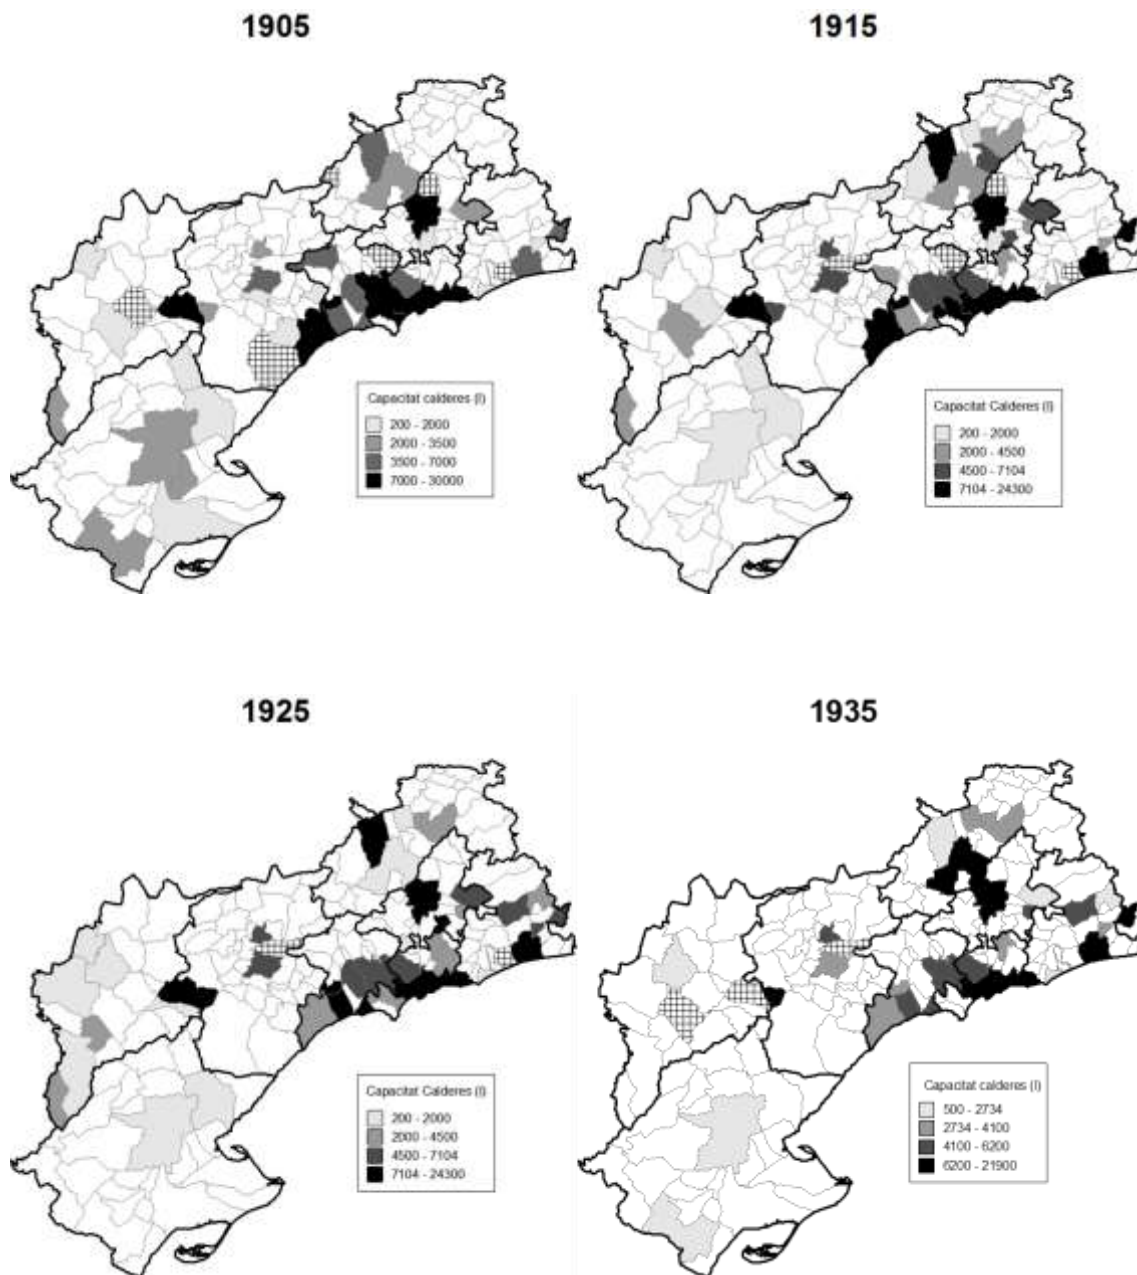 1905
1915
Capacitat calderes (l)
200 - 2000
2000 - 3500
3500 - 7000
7000 - 30000
Capacitat Calderes (l)
200 - 2000
2000 - 4500
4500 - 7104
7104 - 24300
1925
1935
Capacitat Calderes (l)
200 - 2000
2000 - 4500
4500 - 7104
7104 - 24300
Capacitat calderes (l)
500 - 2734
2734 - 4100
4100 - 6200
6200 - 21900